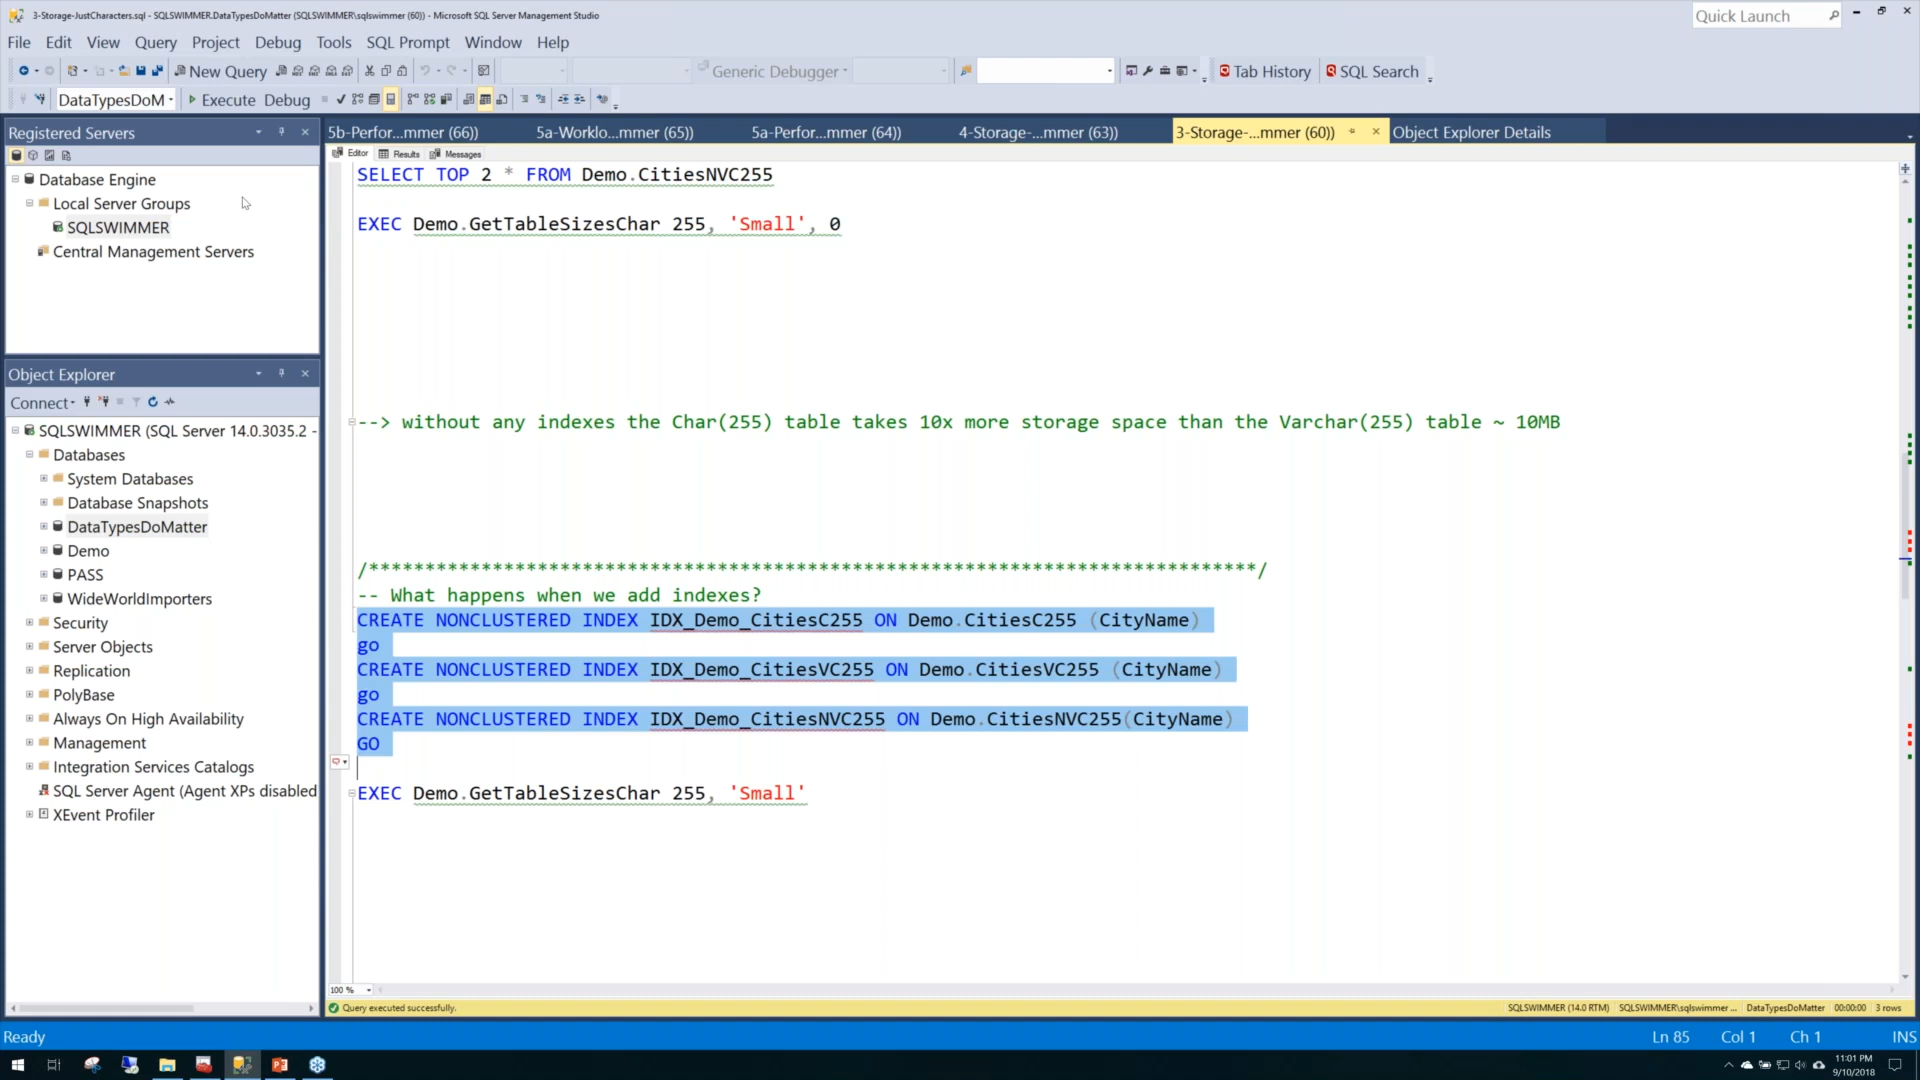 3-Storage-JustCharacters.sql - SQLSWIMMER.DataTypesDoMatter (SQLSWIMMER\sqlswimmer (60)) - Microsoft SQL Server Management Studio
Quick Launch
File Edit View Query Project Debug Tools SQL Prompt Window Help
New Query Generic Debugger Tab History SQL Search
DataTypesDoM Execute Debug
Registered Servers
5b-Perfor...mmer (66)) 5a-Worklo...mmer (65)) 5a-Perfor...mmer (64)) 4-Storage-...mmer (63)) 3-Storage-...mmer (60)) Object Explorer Details
Editor Results Messages
Database Engine
Local Server Groups
SQLSWIMMER
Central Management Servers
Object Explorer
Connect
SQLSWIMMER (SQL Server 14.0.3035.2 -
Databases
System Databases
Database Snapshots
DataTypesDoMatter
Demo
PASS
WideWorldImporters
Security
Server Objects
Replication
PolyBase
Always On High Availability
Management
Integration Services Catalogs
SQL Server Agent (Agent XPs disabled
XEvent Profiler
SELECT TOP 2 * FROM Demo.CitiesNVC255
EXEC Demo.GetTableSizesChar 255, 'Small', 0
--> without any indexes the Char(255) table takes 10x more storage space than the Varchar(255) table ~ 10MB
/*******************************************************************************/
-- What happens when we add indexes?
CREATE NONCLUSTERED INDEX IDX_Demo_CitiesC255 ON Demo.CitiesC255 (CityName)
go
CREATE NONCLUSTERED INDEX IDX_Demo_CitiesVC255 ON Demo.CitiesVC255 (CityName)
go
CREATE NONCLUSTERED INDEX IDX_Demo_CitiesNVC255 ON Demo.CitiesNVC255(CityName)
GO
EXEC Demo.GetTableSizesChar 255, 'Small'
100 %
Query executed successfully. SQLSWIMMER (14.0 RTM) SQLSWIMMER\sqlswimmer ... DataTypesDoMatter 00:00:00 3 rows
Ready Ln 85 Col 1 Ch 1 INS
11:01 PM
9/10/2018